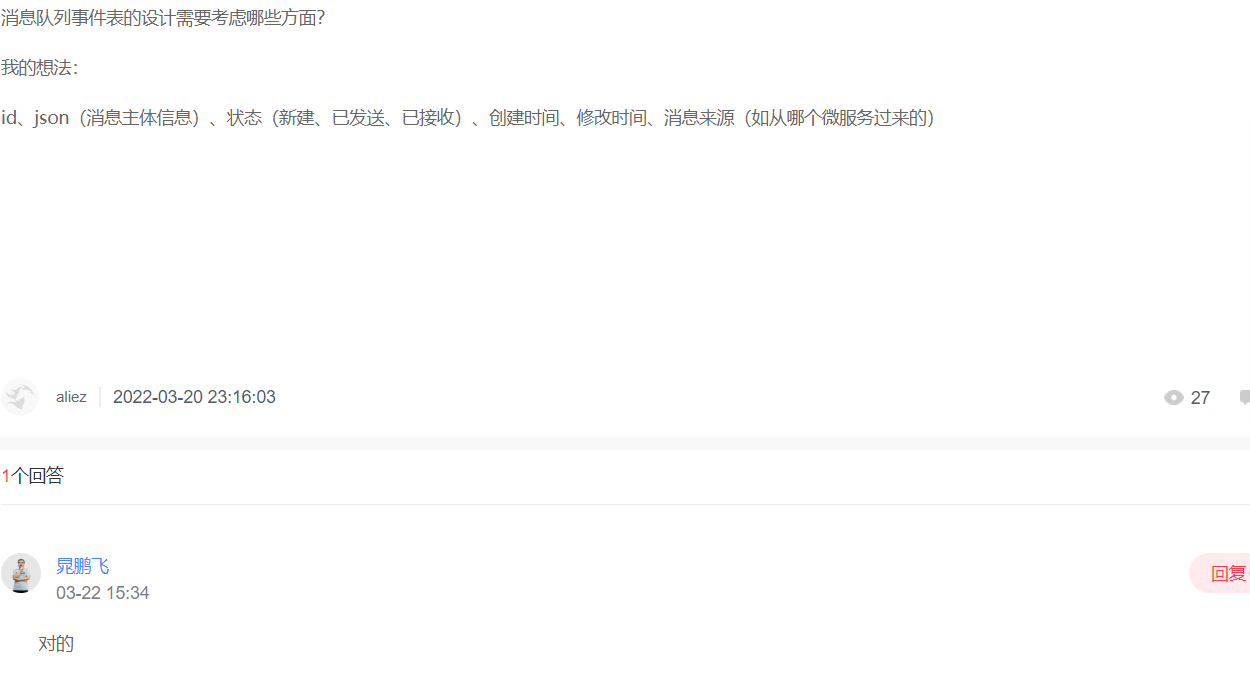 消息队列事件表的设计需要考虑哪些方面?
我的想法：
id、json（消息主体信息）、状态（新建、已发送、已接收）、创建时间、修改时间、消息来源（如从哪个微服务过来的）
aliez 2022-03-20 23:16:03 27
1个回答
晁鹏飞 回复
03-22 15:34
对的